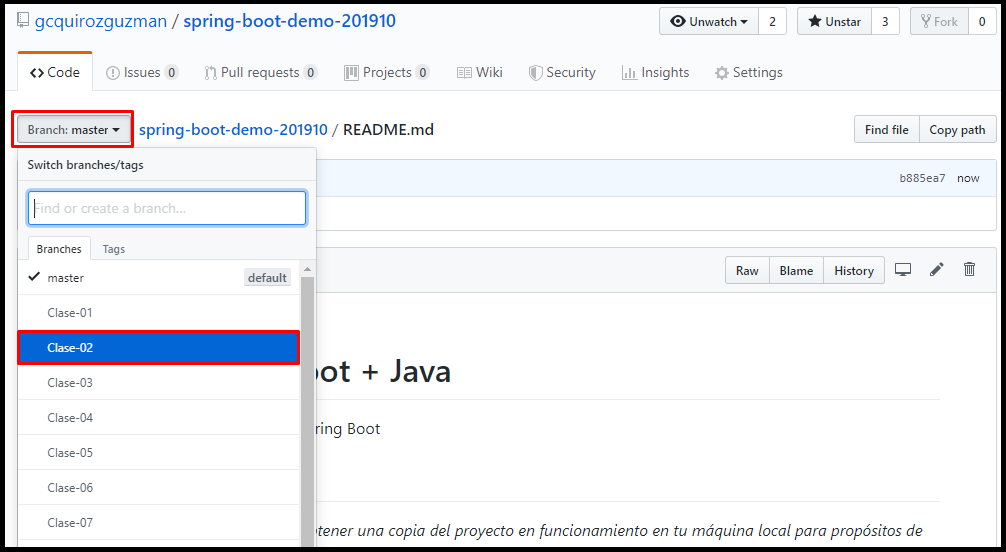 gcquirozguzman / spring-boot-demo-201910
Unwatch 2 Unstar 3 Fork 0
Code Issues 0 Pull requests 0 Projects 0 Wiki Security Insights Settings
Branch: master spring-boot-demo-201910 / README.md Find file Copy path
Switch branches/tags
b885ea7 now
Find or create a branch...
Branches Tags
master default
Raw Blame History
Clase-01
Clase-02
oot + Java
Clase-03
Clase-04
ring Boot
Clase-05
Clase-06
Clase-07
btener una copia del proyecto en funcionamiento en tu máquina local para propósitos de